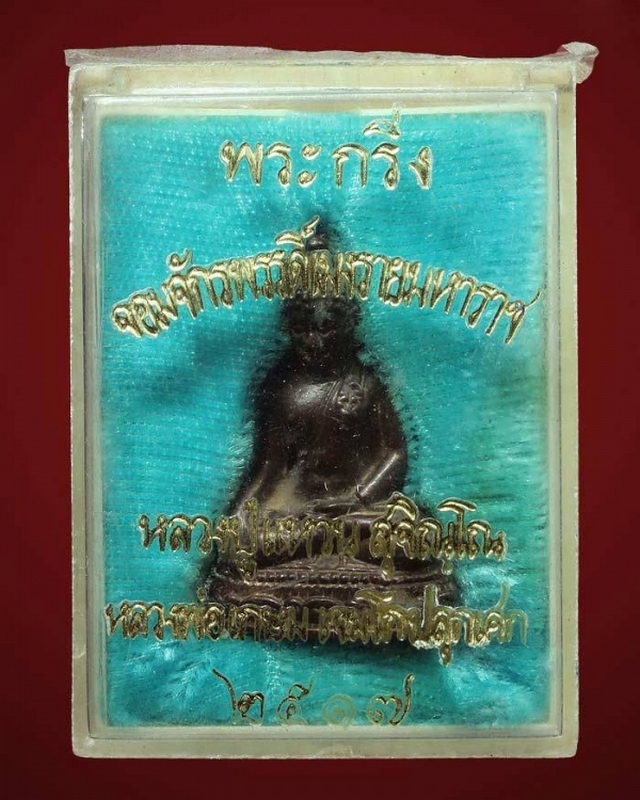 พระกริ่ง
จอมจักรพรรดิ์เมงรายมหาราช
หลวงปู่แหวน สุจิณฺโณ
หลวงพ่อเกษม เขมโกปลุกเศก
๒๕๑๗